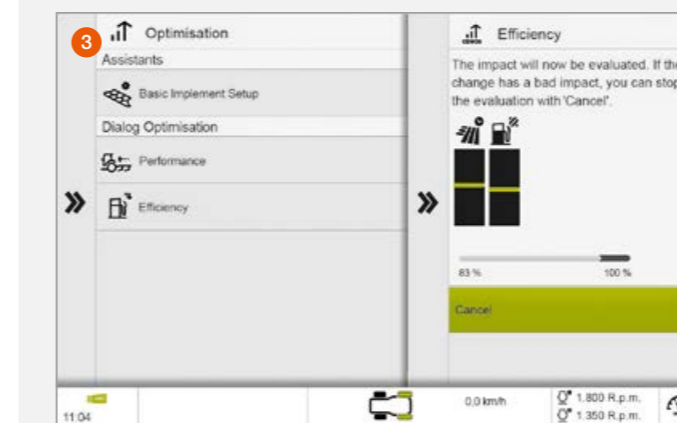 3
Optimisation
Assistants
Basic Implement Setup
Dialog Optimisation
Performance
Efficiency
Efficiency
The impact will now be evaluated. If the
change has a bad impact, you can stop
the evaluation with 'Cancel'.
83 %
100 %
Cancel
11:04
0,0 km/h
1.800 R.p.m.
1.350 R.p.m.